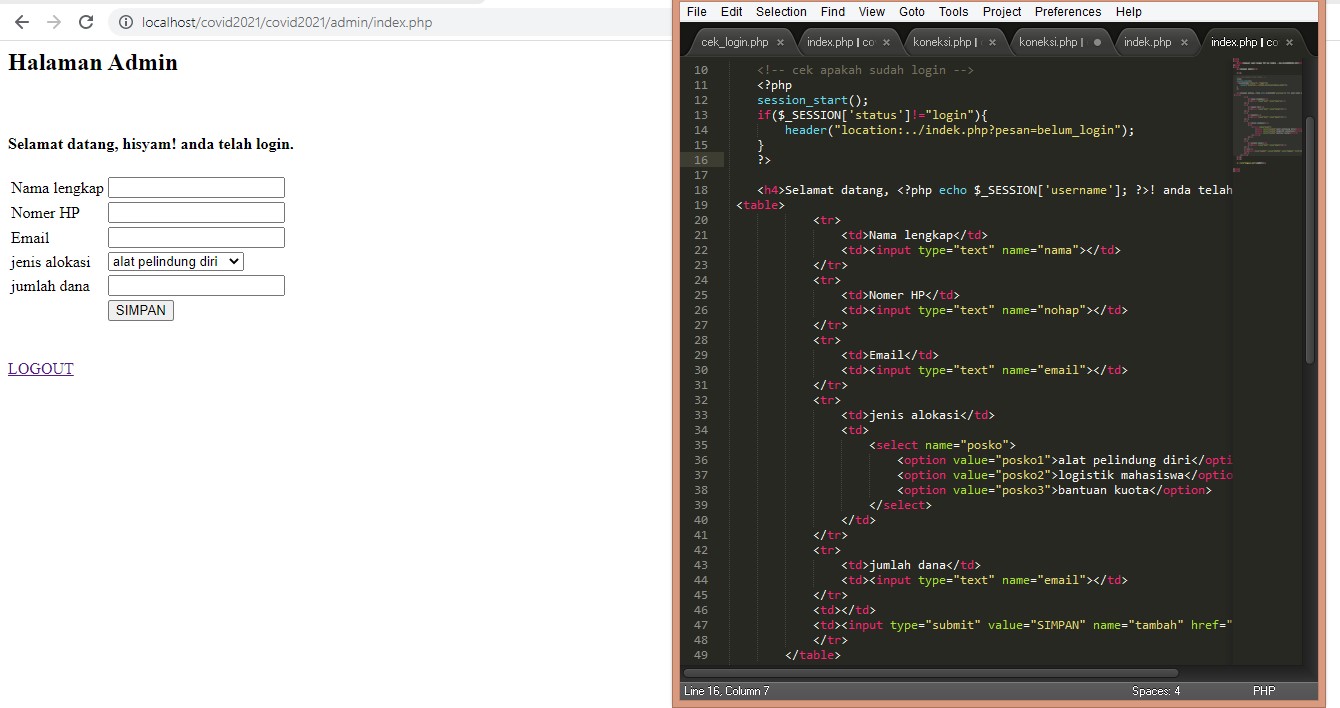 localhost/covid2021/covid2021/admin/index.php
Halaman Admin
Selamat datang, hisyam! anda telah login.
Nama lengkap
Nomer HP
Email
jenis alokasi alat pelindung diri
jumlah dana
SIMPAN
LOGOUT
File Edit Selection Find View Goto Tools Project Preferences Help
cek_login.php index.php | co koneksi.php | koneksi.php | indek.php index.php | co
10 <!-- cek apakah sudah login -->
11 <?php
12 session_start();
13 if($_SESSION['status']!="login"){
14 header("location:../indek.php?pesan=belum_login");
15 }
16 ?>
17
18 <h4>Selamat datang, <?php echo $_SESSION['username']; ?>! anda telah
19 <table>
20 <tr>
21 <td>Nama lengkap</td>
22 <td><input type="text" name="nama"></td>
23 </tr>
24 <tr>
25 <td>Nomer HP</td>
26 <td><input type="text" name="nohap"></td>
27 </tr>
28 <tr>
29 <td>Email</td>
30 <td><input type="text" name="email"></td>
31 </tr>
32 <tr>
33 <td>jenis alokasi</td>
34 <td>
35 <select name="posko">
36 <option value="posko1">alat pelindung diri</opti
37 <option value="posko2">logistik mahasiswa</optio
38 <option value="posko3">bantuan kuota</option>
39 </select>
40 </td>
41 </tr>
42 <tr>
43 <td>jumlah dana</td>
44 <td><input type="text" name="email"></td>
45 </tr>
46 <td></td>
47 <td><input type="submit" value="SIMPAN" name="tambah" href="
48 </tr>
49 </table>
Line 16, Column 7 Spaces: 4 PHP